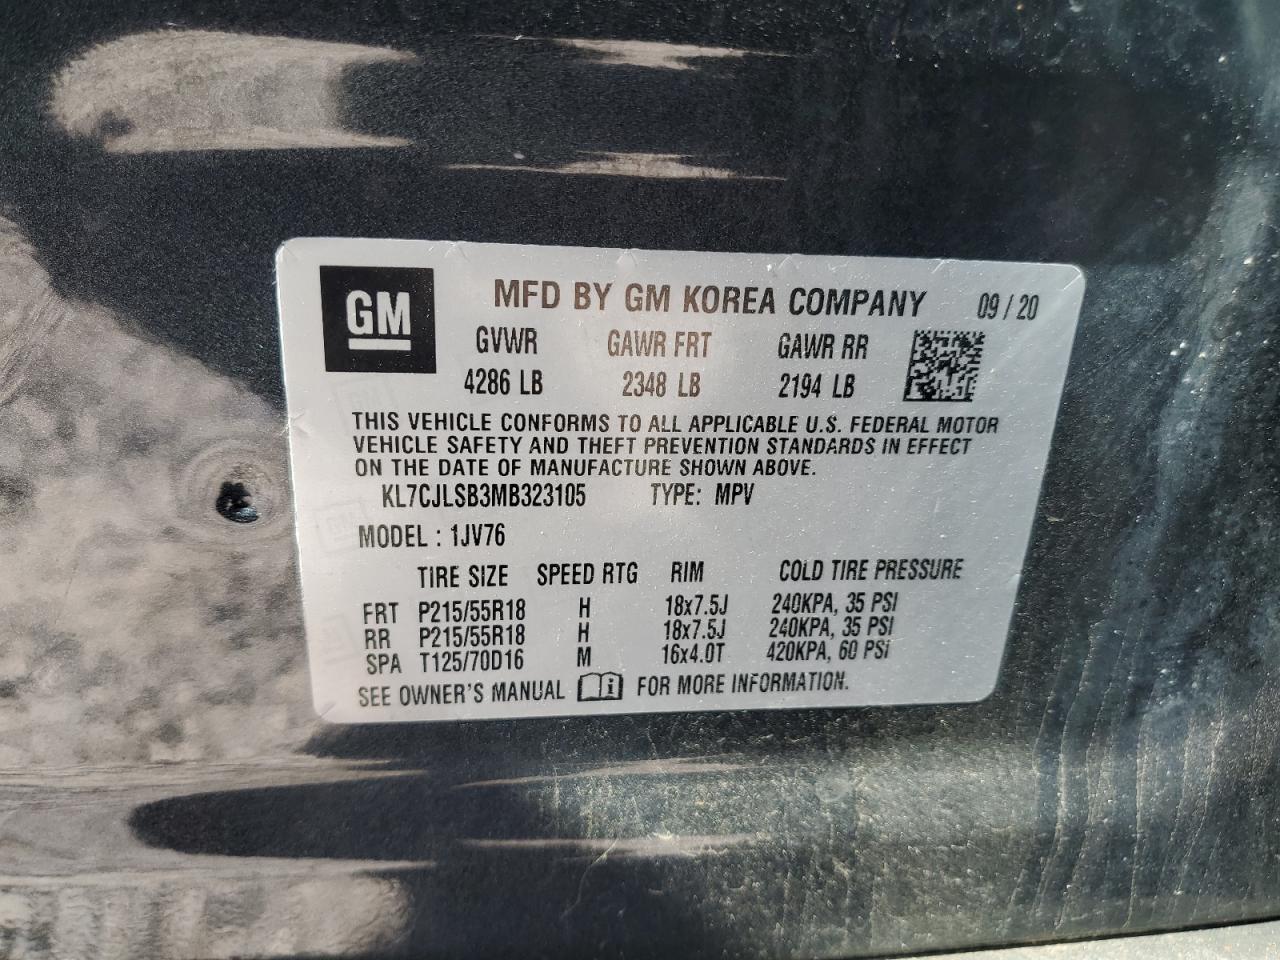 GM
MFD BY GM KOREA COMPANY 09/20
GVWR GAWR FRT GAWR RR
4286 LB 2348 LB 2194 LB
THIS VEHICLE CONFORMS TO ALL APPLICABLE U.S. FEDERAL MOTOR
VEHICLE SAFETY AND THEFT PREVENTION STANDARDS IN EFFECT
ON THE DATE OF MANUFACTURE SHOWN ABOVE.
KL7CJLSB3MB323105 TYPE: MPV
MODEL : 1JV76
TIRE SIZE SPEED RTG RIM COLD TIRE PRESSURE
FRT P215/55R18 H 18x7.5J 240KPA, 35 PSI
RR P215/55R18 H 18x7.5J 240KPA, 35 PSI
SPA T125/70D16 M 16x4.0T 420KPA, 60 PSI
SEE OWNER'S MANUAL FOR MORE INFORMATION.